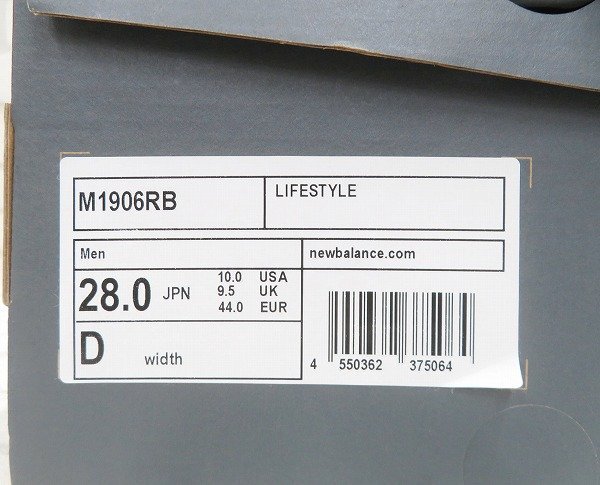 M1906RB
LIFESTYLE
Men
newbalance.com
28.0 JPN
10.0 USA
9.5 UK
44.0 EUR
D width
4 550362 375064